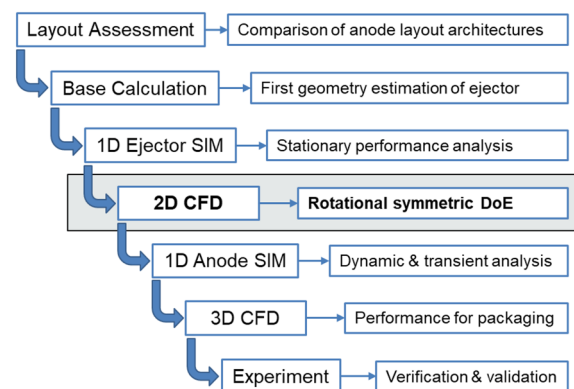 Layout Assessment
Comparison of anode layout architectures
Base Calculation
First geometry estimation of ejector
1D Ejector SIM
Stationary performance analysis
2D CFD
Rotational symmetric DoE
1D Anode SIM
Dynamic & transient analysis
3D CFD
Performance for packaging
Experiment
Verification & validation